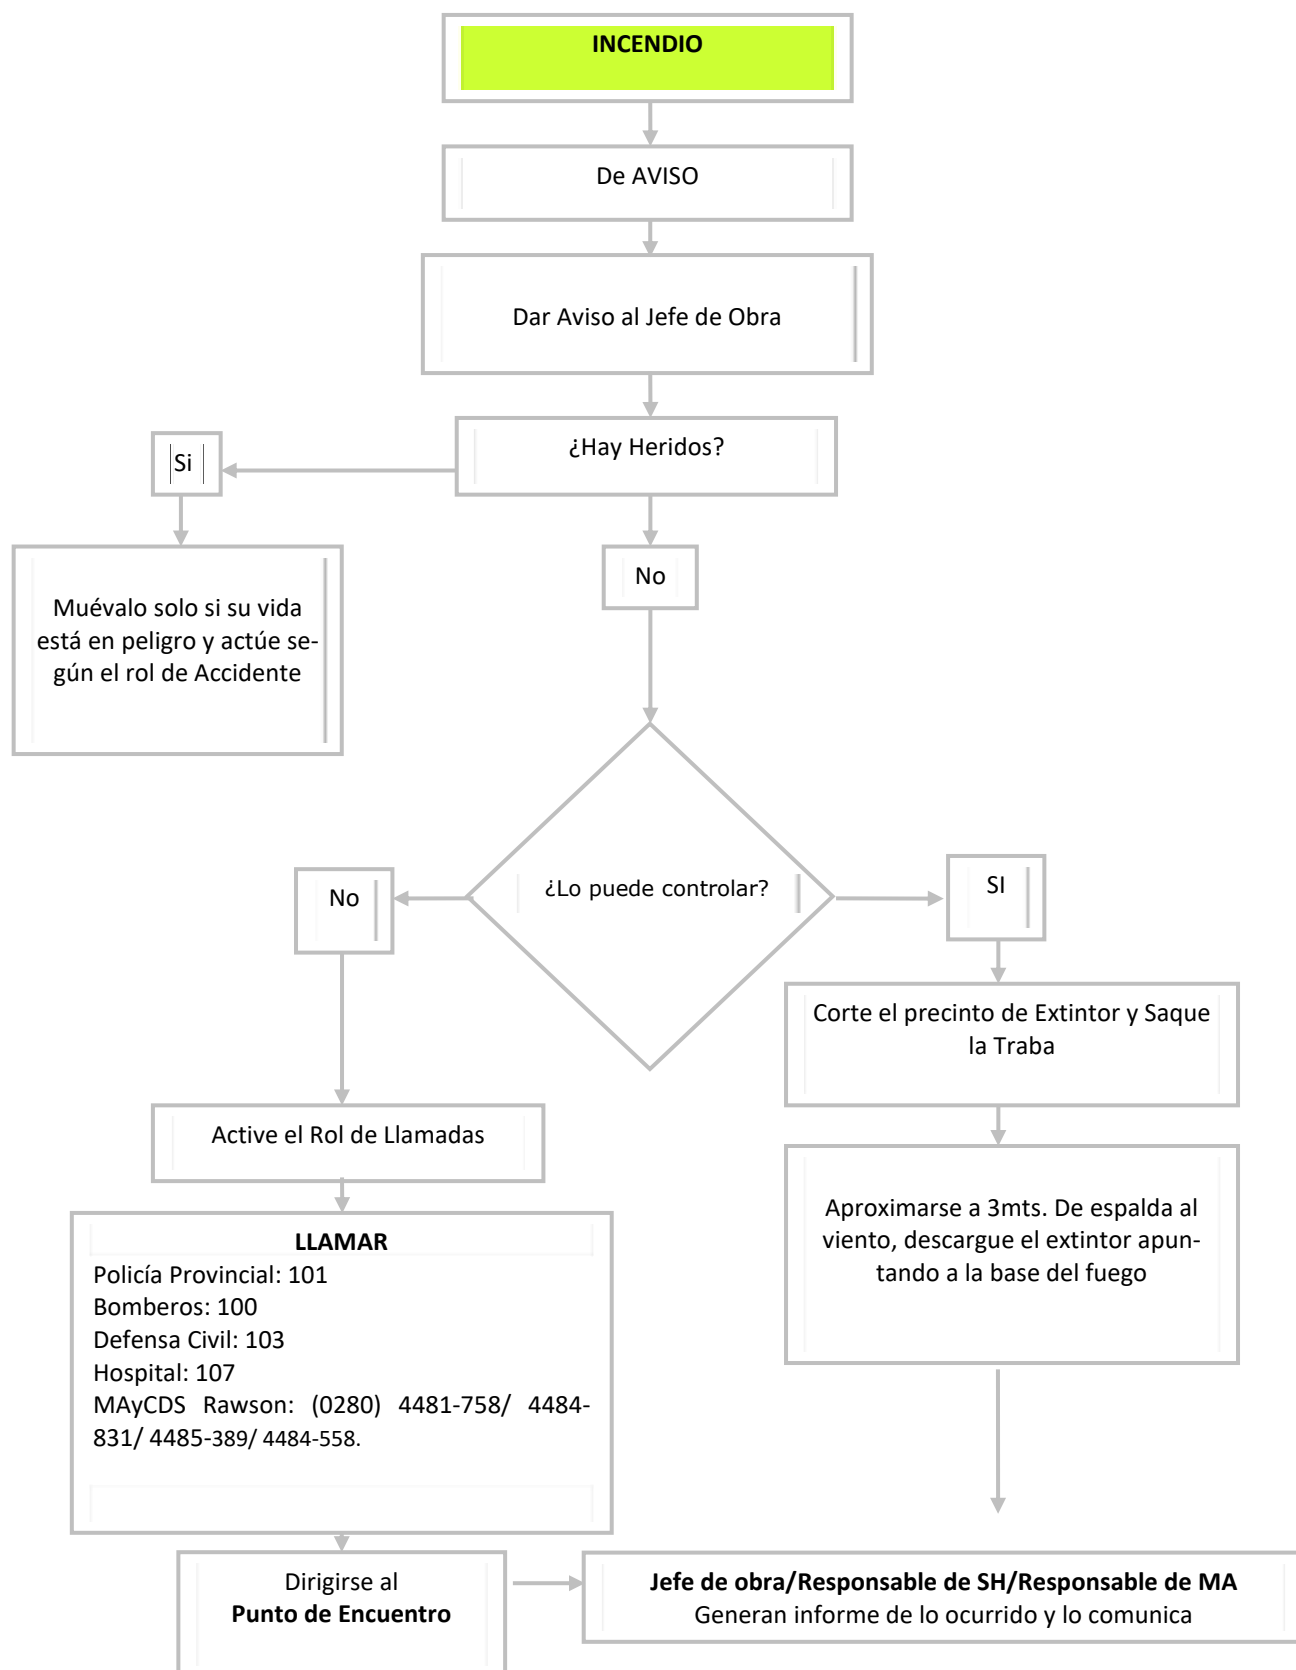 INCENDIO
De AVISO
Dar Aviso al Jefe de Obra
¿Hay Heridos?
Si
No
Muévalo solo si su vida
está en peligro y actúe se-
gún el rol de Accidente
¿Lo puede controlar?
No
SI
Corte el precinto de Extintor y Saque
la Traba
Active el Rol de Llamadas
Aproximarse a 3mts. De espalda al
viento, descargue el extintor apun-
tando a la base del fuego
LLAMAR
Policía Provincial: 101
Bomberos: 100
Defensa Civil: 103
Hospital: 107
MAyCDS Rawson: (0280) 4481-758/ 4484-
831/ 4485-389/ 4484-558.
Dirigirse al
Punto de Encuentro
Jefe de obra/Responsable de SH/Responsable de MA
Generan informe de lo ocurrido y lo comunica